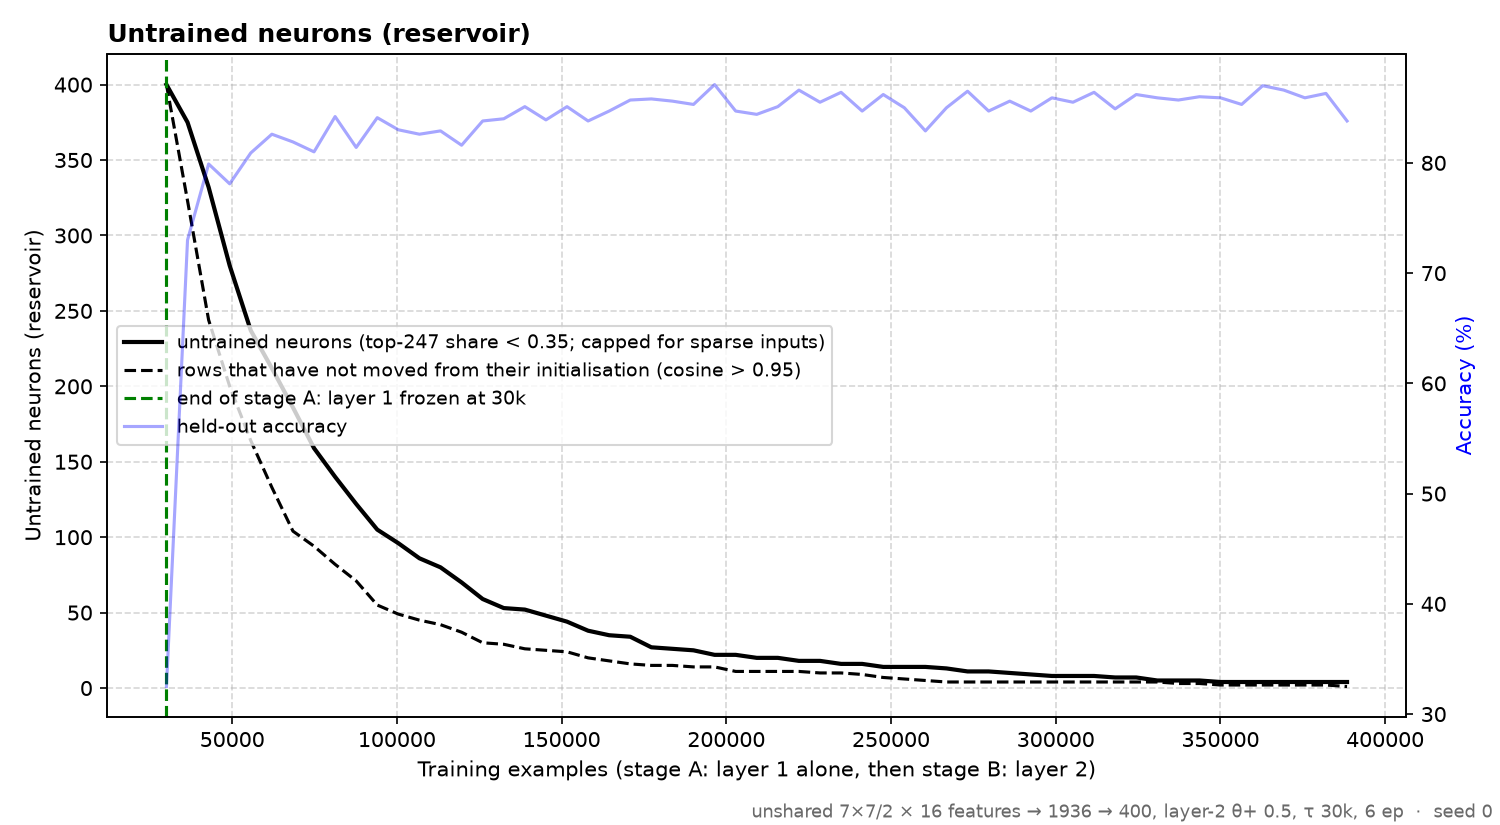 Untrained neurons (reservoir)
400
350
300
250
200
150
100
50
0
Untrained neurons (reservoir)
untrained neurons (top-247 share < 0.35; capped for sparse inputs)
rows that have not moved from their initialisation (cosine > 0.95)
end of stage A: layer 1 frozen at 30k
held-out accuracy
80
70
60
50
40
30
Accuracy (%)
50000 100000 150000 200000 250000 300000 350000 400000
Training examples (stage A: layer 1 alone, then stage B: layer 2)
unshared 7×7/2 × 16 features → 1936 → 400, layer-2 θ+ 0.5, τ 30k, 6 ep · seed 0